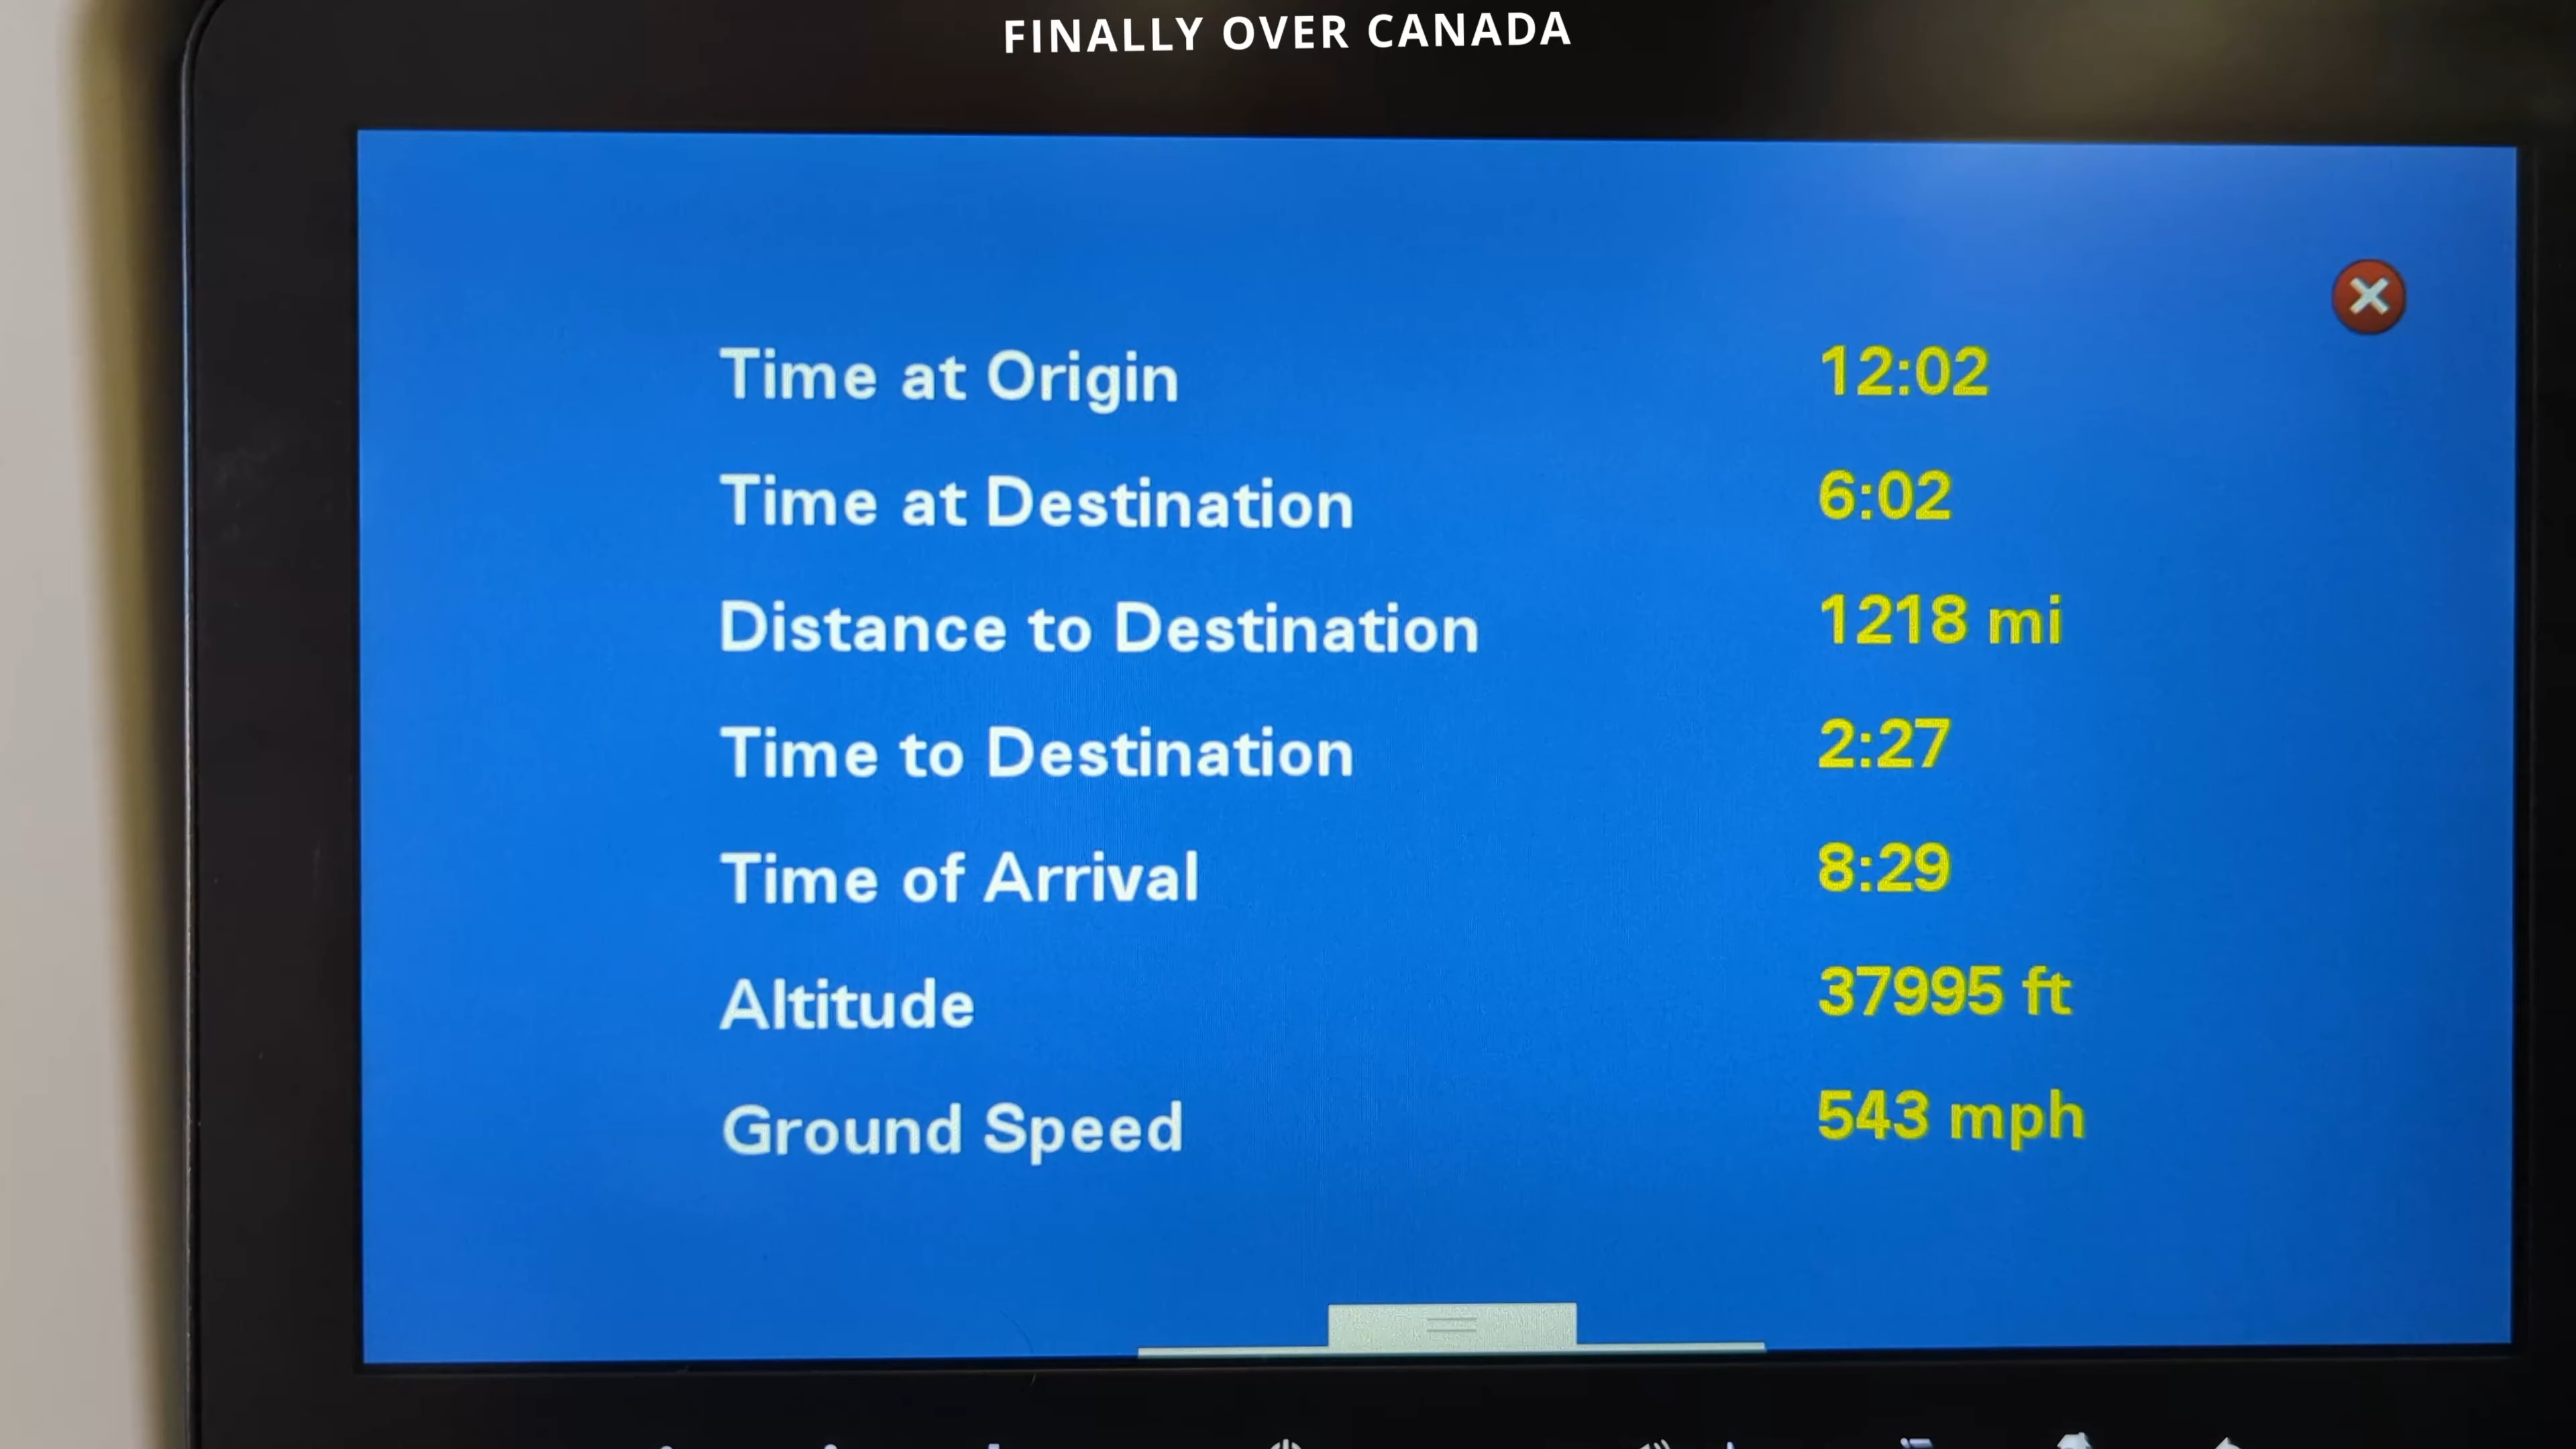 FINALLY OVER CANADA
Time at Origin 12:02
Time at Destination 6:02
Distance to Destination 1218 mi
Time to Destination 2:27
Time of Arrival 8:29
Altitude 37995 ft
Ground Speed 543 mph